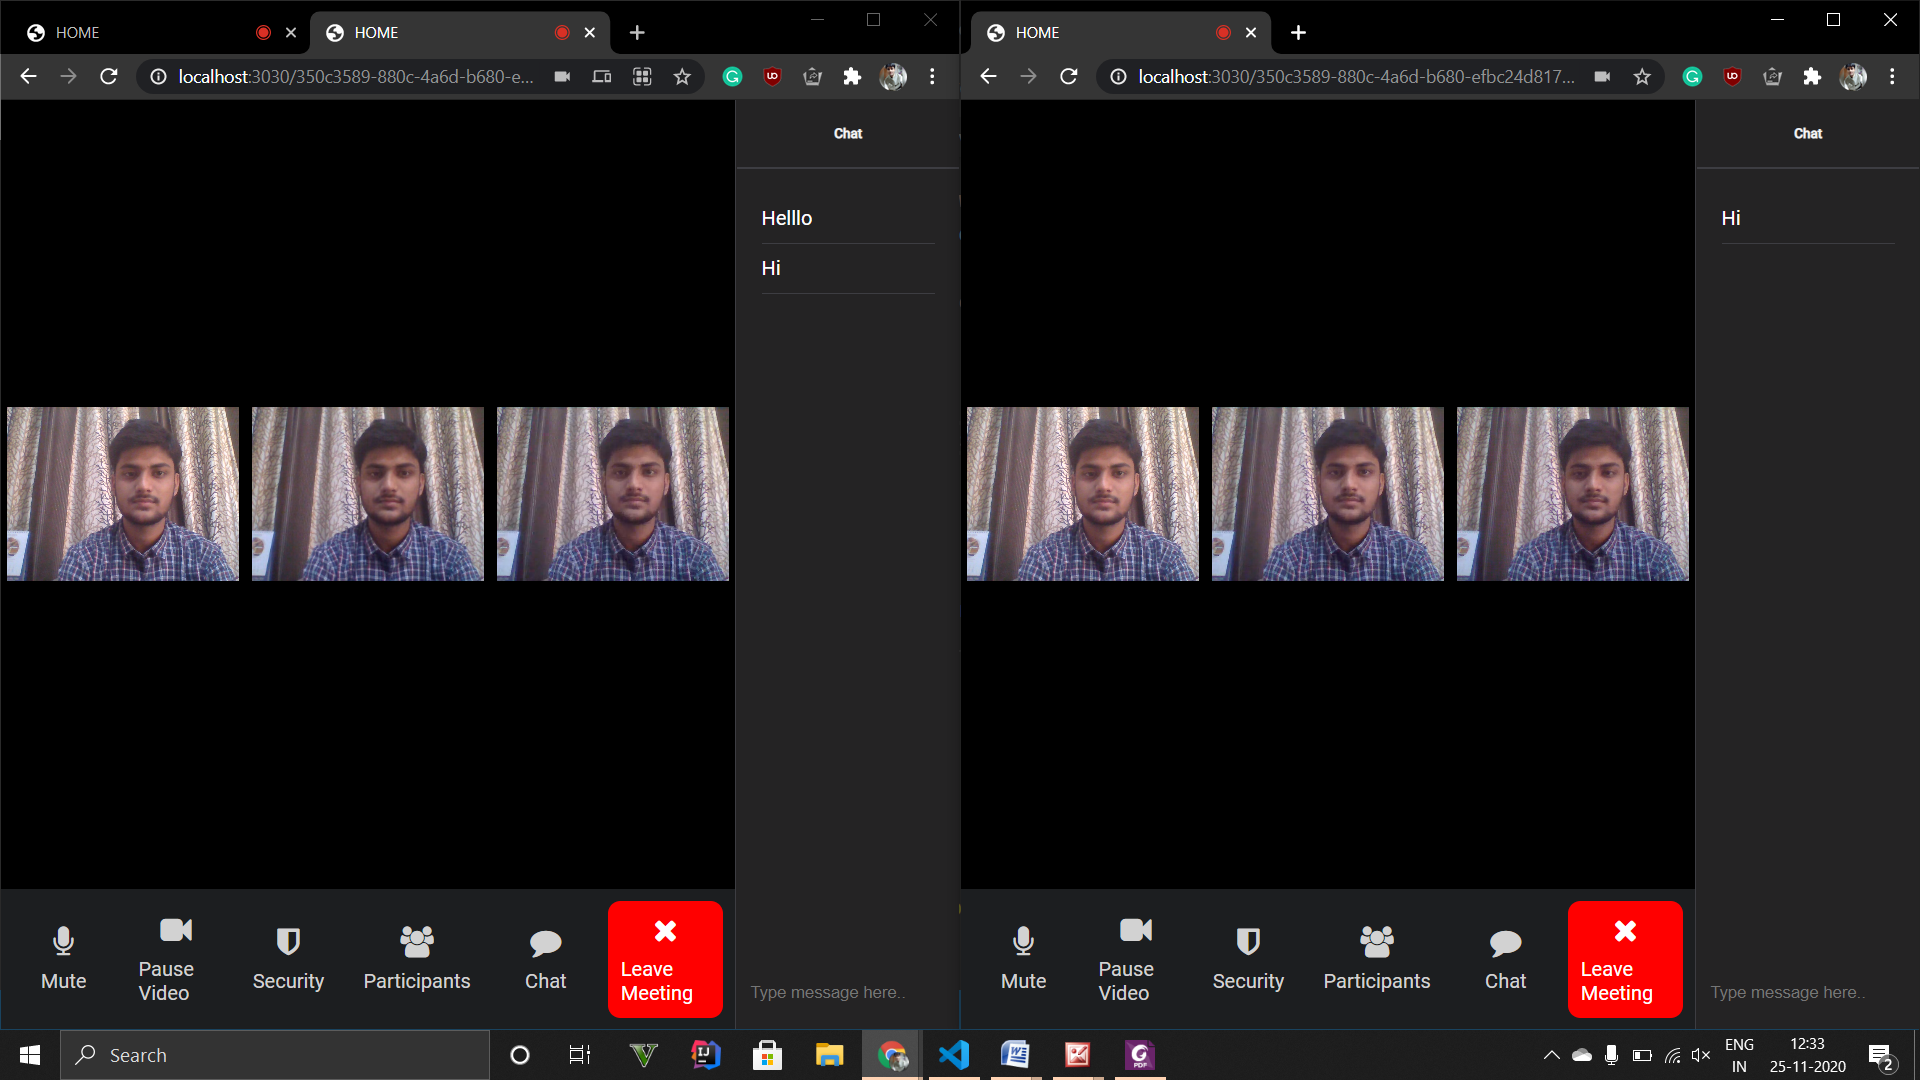 HOME
HOME
localhost:3030/350c3589-880c-4a6d-b680-e...
Chat
Helllo
Hi
Mute
Pause
Video
Security
Participants
Chat
Leave
Meeting
Type message here..
HOME
localhost:3030/350c3589-880c-4a6d-b680-efbc24d817...
Chat
Hi
Mute
Pause
Video
Security
Participants
Chat
Leave
Meeting
Type message here..
Search
ENG
IN
12:33
25-11-2020
2